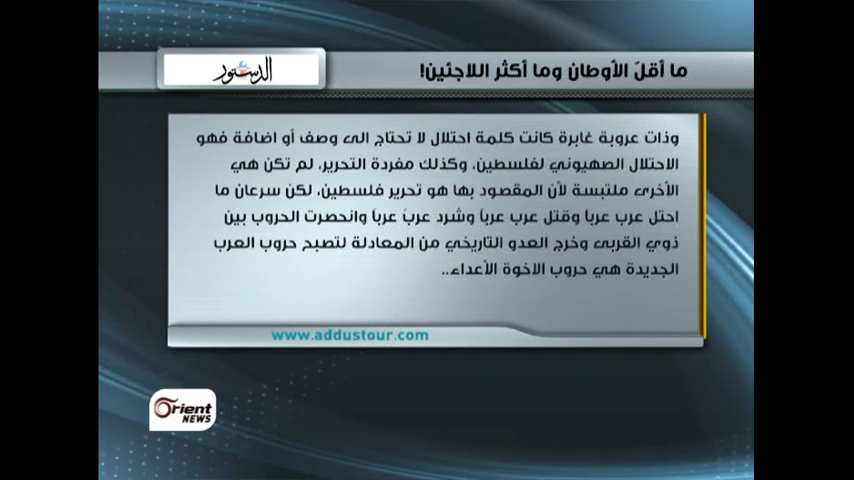 ما أقلّ الأوطان وما أكثر اللاجئين!
الدستور
وذات عروبة غابرة كانت كلمة احتلال لا تحتاج الى وصف أو اضافة فهو
الاحتلال الصهيوني لفلسطين، وكذلك مفردة التحرير، لم تكن هي
الأخرى ملتبسة لأن المقصود بها هو تحرير فلسطين، لكن سرعان ما
احتل عرب عرباً وقتل عرب عرباً وشرد عربٌ عرباً وانحصرت الحروب بين
ذوي القربى وخرج العدو التاريخي من المعادلة لتصبح حروب العرب
الجديدة هي حروب الاخوة الأعداء..
www.addustour.com
Orient
NEWS